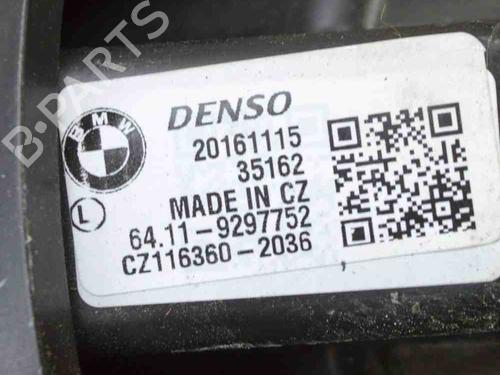 B-PARTS
BMW
DENSO
20161115
35162
L
MADE IN CZ
64.11-9297752
CZ116360-2036